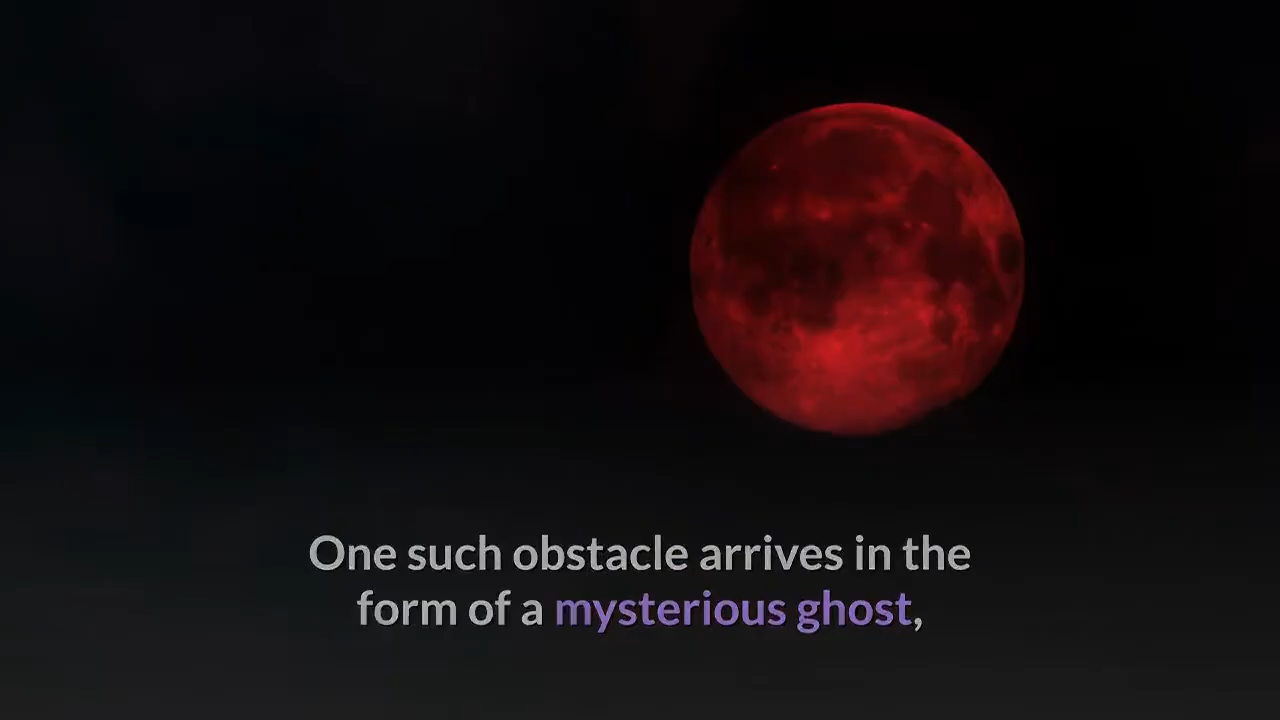 One such obstacle arrives in the
form of a mysterious ghost,